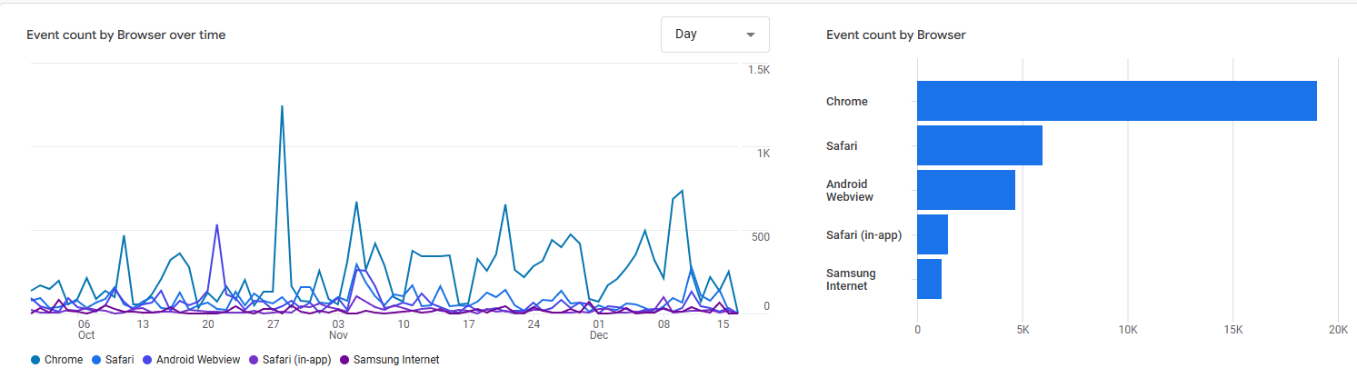 Event count by Browser over time
Day
1.5K
1K
500
0
06
Oct
13
20
27
03
Nov
10
17
24
01
Dec
08
15
Chrome
Safari
Android Webview
Safari (in-app)
Samsung Internet
Event count by Browser
Chrome
Safari
Android
Webview
Safari (in-app)
Samsung
Internet
0
5K
10K
15K
20K